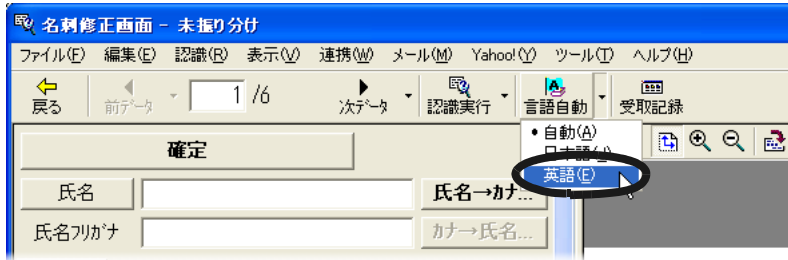 名刺修正画面 - 未振り分け
ファイル(F) 編集(E) 認識(R) 表示(V) 連携(W) メール(M) Yahoo!(Y) ツール(T) ヘルプ(H)
戻る 前データ 1 /6 次データ 認識実行 言語自動 受取記録
自動(A)
日本語(J)
英語(E)
確定
氏名 氏名→カナ...
氏名フリガナ カナ→氏名...